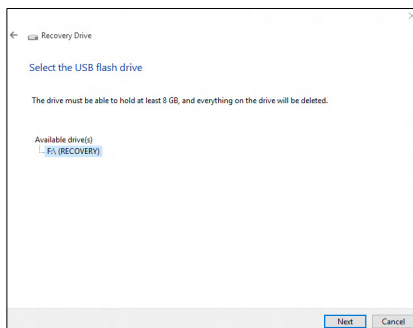 Recovery Drive
Select the USB flash drive
The drive must be able to hold at least 8 GB, and everything on the drive will be deleted.
Available drive(s)
F:\ (RECOVERY)
Next Cancel